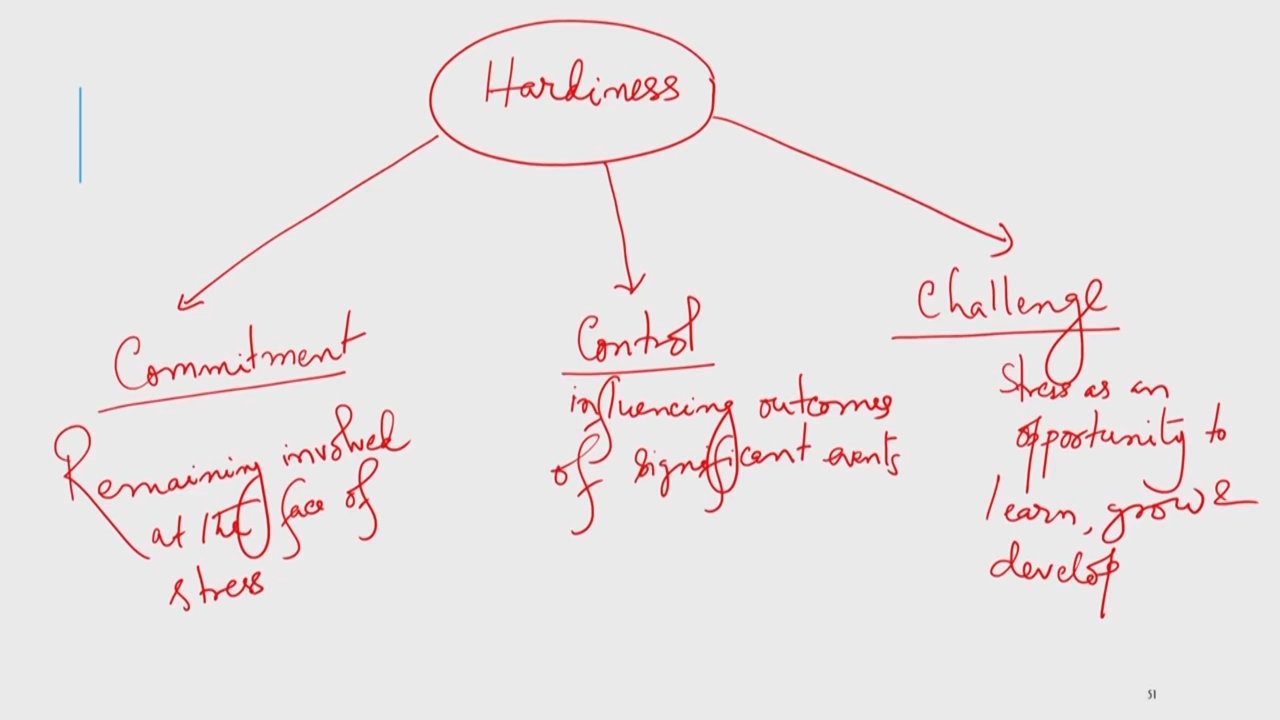 Hardiness
Commitment
Remaining involved
at the face of
stress
Control
influencing outcomes
of significant events
Challenge
Stress as an
opportunity to
learn, grow &
develop
51